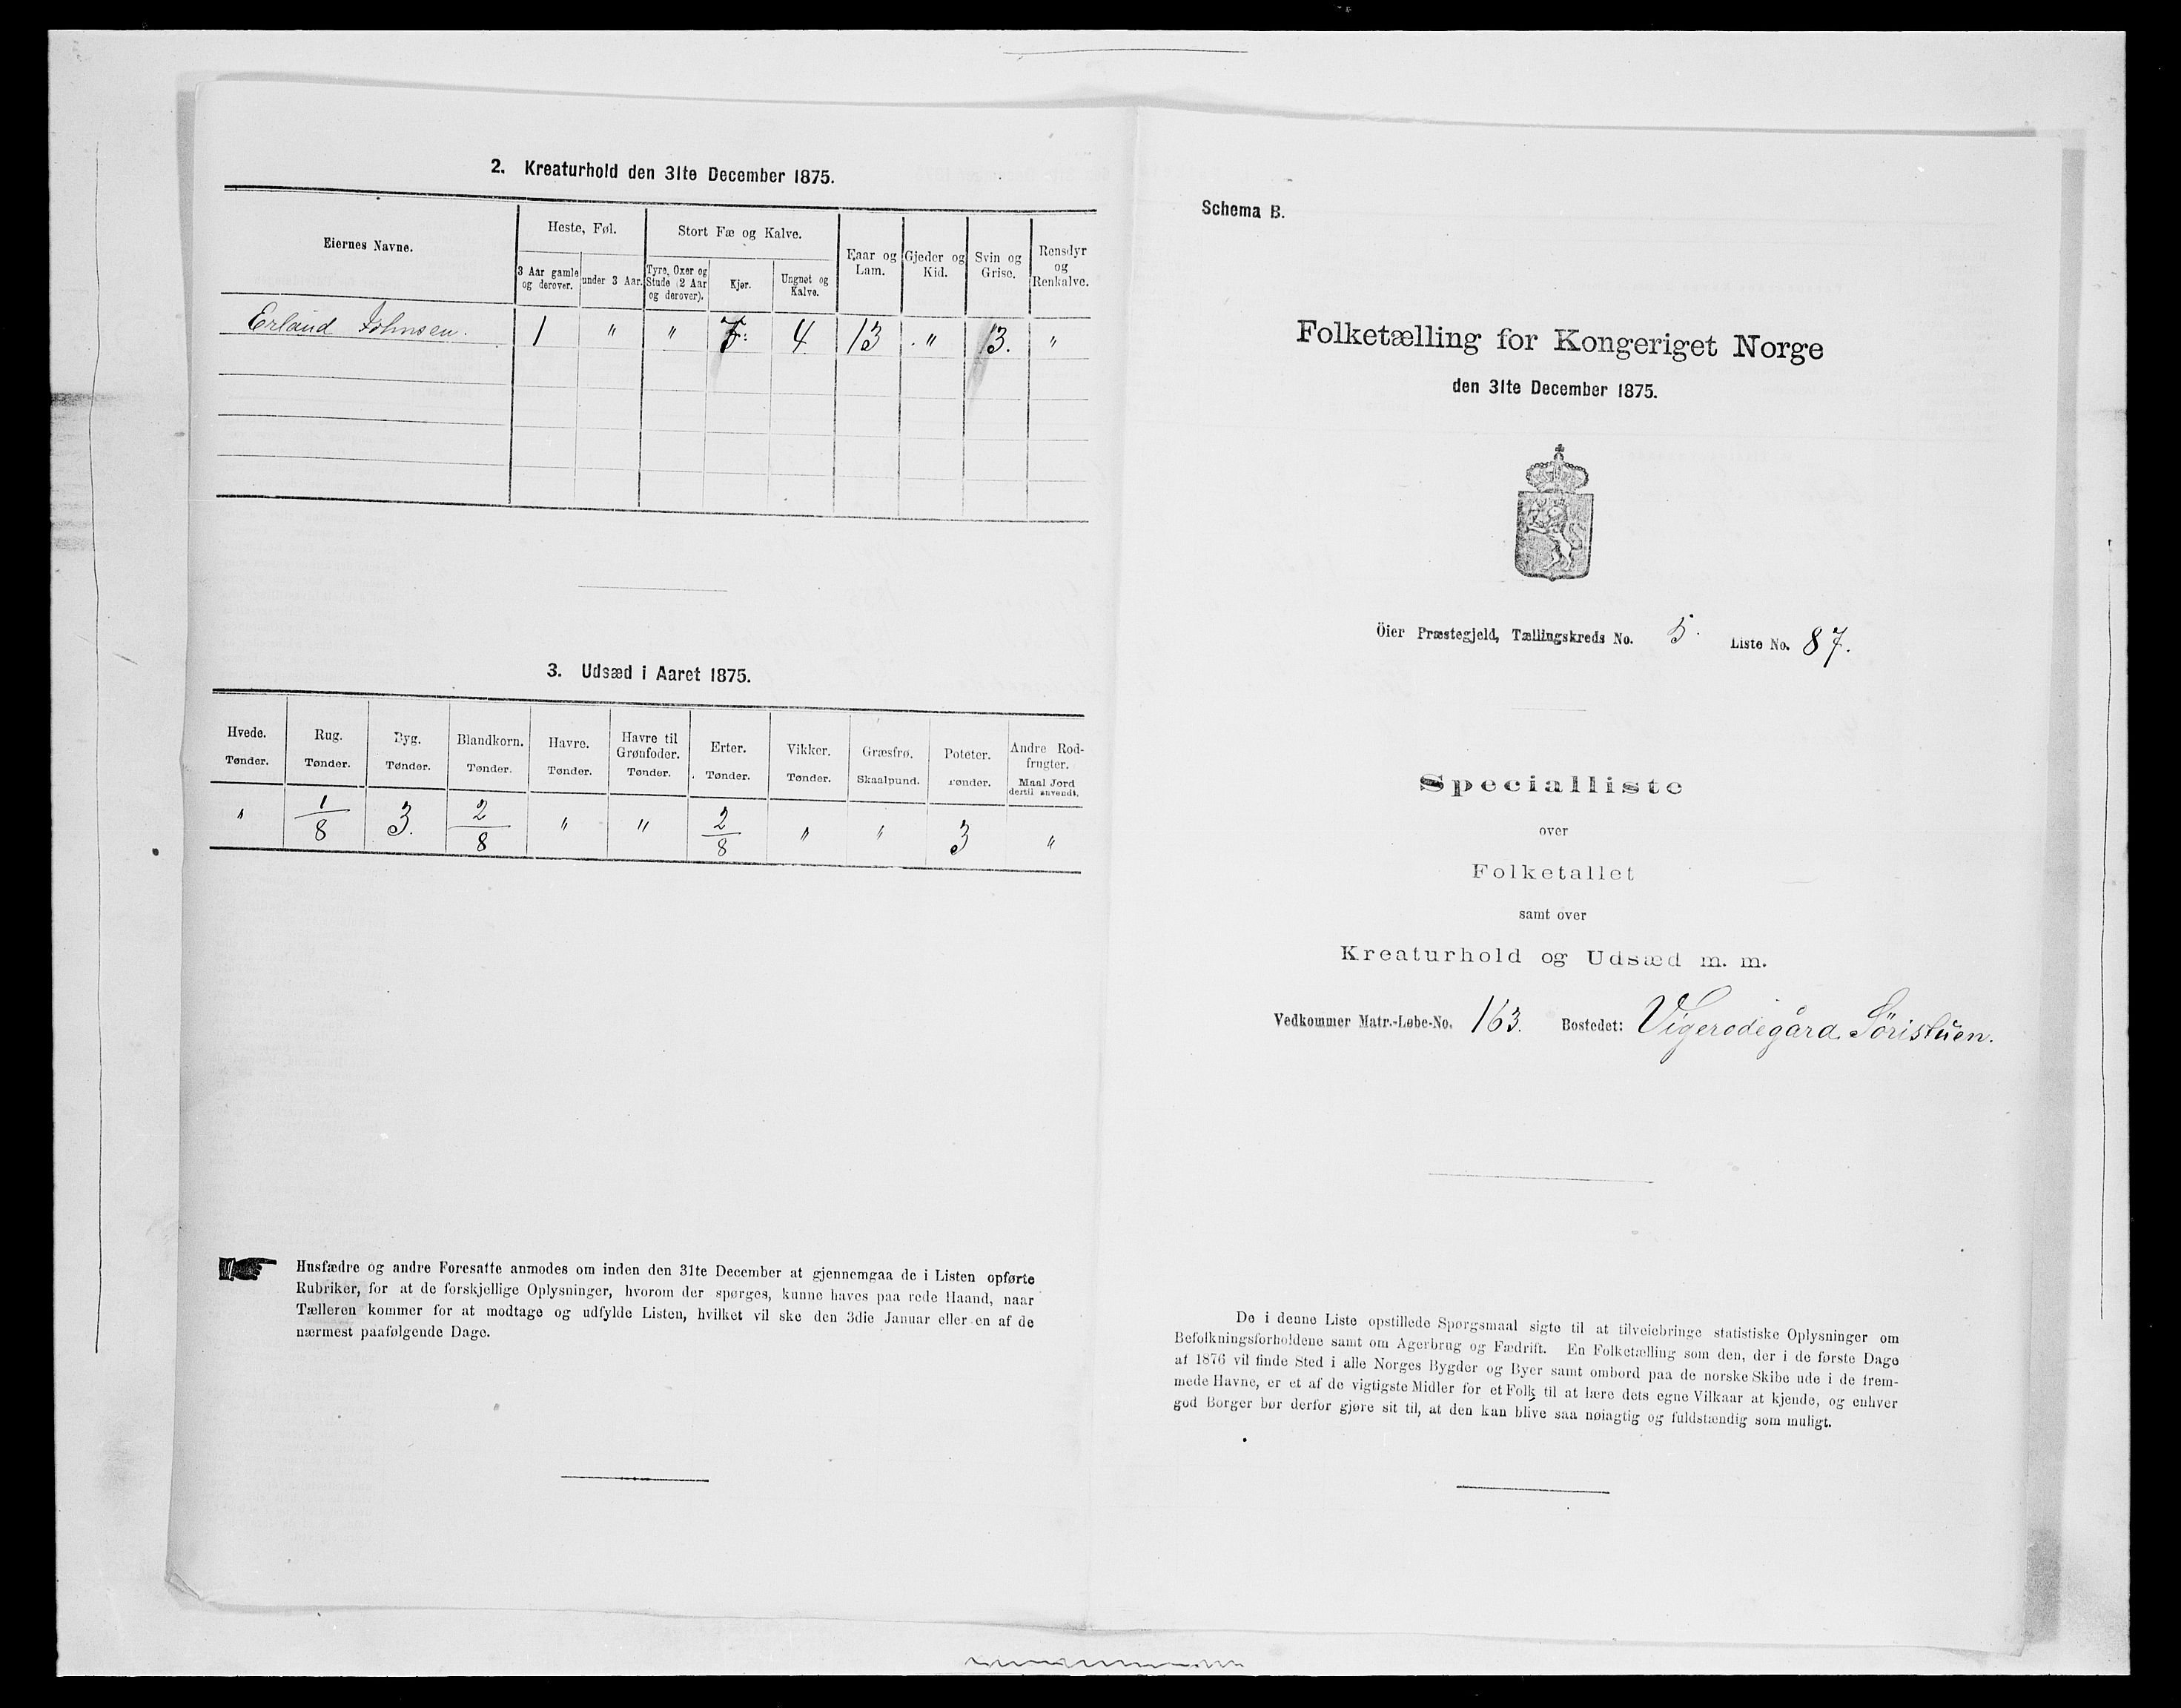 2. Kreaturhold den 31te December 1875.
Eiernes Navne.
Heste, Føl.
Stort Fæ og Kalve.
Faar og Lam.
Gjeder og Kid.
Svin og Grise.
Rensdyr og Renkalve.
3 Aar gamle og derover.
under 3 Aar.
Tyre, Oxer og Stude (2 Aar og derover).
Kjør.
Ungnøt og Kalve.
Erland Johnsen. 1 " " 4 13 " " 
3. Udsæd i Aaret 1875.
Hvede. Rug. Byg. Blandkorn. Havre. Havre til Grønfoder. Erter. Vikker. Græsfrø. Poteter. Andre Rodfrugter.
Tønder. Tønder. Tønder. Tønder. Tønder. Tønder. Tønder. Tønder. Skaalpund. Tønder. Maal Jord dertil anvendt.
" 1/8 3. 2/8 " " 2/8 " " 3 "
Husfædre og andre Foresatte anmodes om inden den 31te December at gjennemgaa de i Listen opførte
Rubriker, for at de forskjellige Oplysninger, hvorom der spørges, kunne haves paa rede Haand, naar
Tælleren kommer for at modtage og udfylde Listen, hvilket vil ske den 3die Januar eller en af de
nærmest paafølgende Dage.
Schema B.
Folketælling for Kongeriget Norge
den 31te December 1875.
Öier Præstegjeld, Tællingskreds No. 5. Liste No. 87.
Specialliste
over
Folketallet
samt over
Kreaturhold og Udsæd m. m.
Vedkommer Matr.-Løbe-No. 163. Bostedet: Vigerodegård Söristuen.
De i denne Liste opstillede Spørgsmaal sigte til at tilveiebringe statistiske Oplysninger om
Befolkningsforholdene samt om Agerbrug og Fædrift. En Folketælling som den, der i de første Dage
af 1876 vil finde Sted i alle Norges Bygder og Byer samt ombord paa de norske Skibe ude i de frem-
mede Havne, er et af de vigtigste Midler for et Folk til at lære dets egne Vilkaar at kjende, og enhver
god Borger bør derfor gjøre sit til, at den kan blive saa nøiagtig og fuldstændig som muligt.